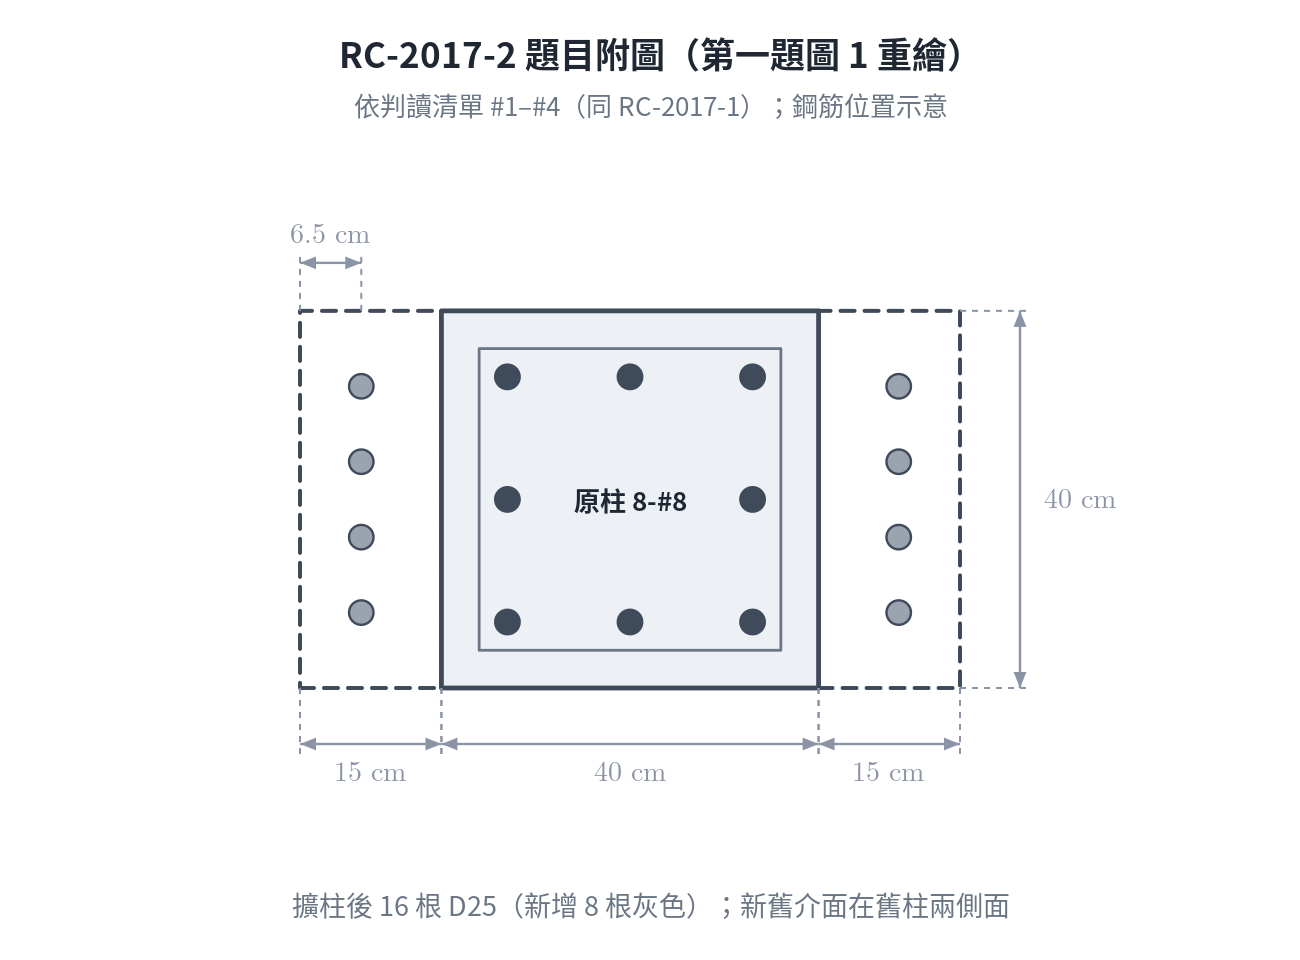 RC-2017-2 題目附圖（第一題圖 1 重繪）
依判讀清單 #1–#4（同 RC-2017-1）；鋼筋位置示意
6.5 cm
原柱 8-#8
40 cm
15 cm
40 cm
15 cm
擴柱後 16 根 D25（新增 8 根灰色）；新舊介面在舊柱兩側面